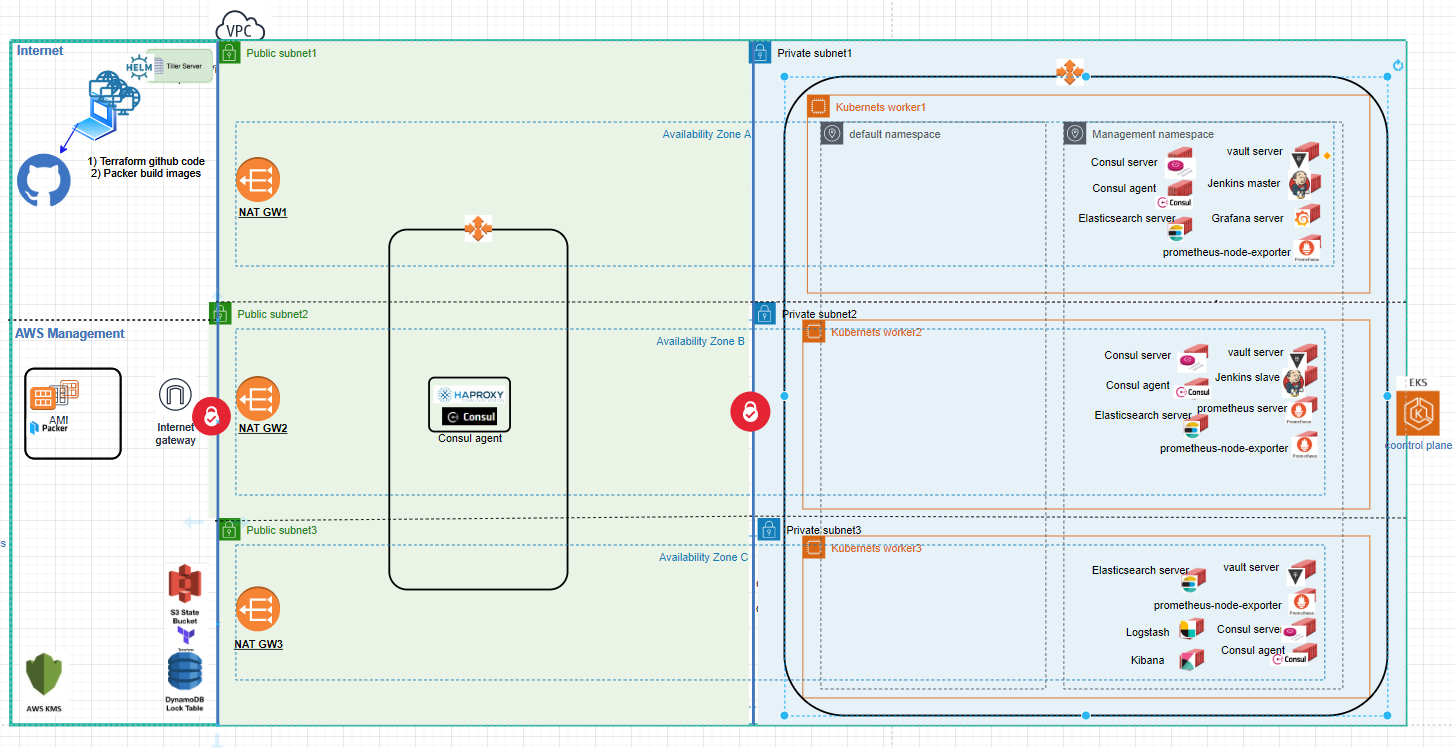 VPC
Internet
HELM
Tiller Server
1) Terraform github code
2) Packer build images
AWS Management
AMI
Packer
Internet
gateway
S3 State
Bucket
Terraform
DynamoDB
Lock Table
AWS KMS
s
Public subnet1
Availability Zone A
NAT GW1
Public subnet2
Availability Zone B
NAT GW2
HAPROXY
Consul
Consul agent
Public subnet3
Availability Zone C
NAT GW3
Private subnet1
Kubernets worker1
default namespace
Management namespace
Consul server
vault server
Consul agent
Consul
Jenkins master
Elasticsearch server
Grafana server
prometheus-node-exporter
Prometheus
Private subnet2
Kubernets worker2
Consul server
vault server
Consul agent
Consul
Jenkins slave
Elasticsearch server
prometheus server
Prometheus
prometheus-node-exporter
Prometheus
Private subnet3
Kubernets worker3
Elasticsearch server
vault server
prometheus-node-exporter
Prometheus
Logstash
Consul server
Kibana
Consul agent
Consul
EKS
coontrol plane